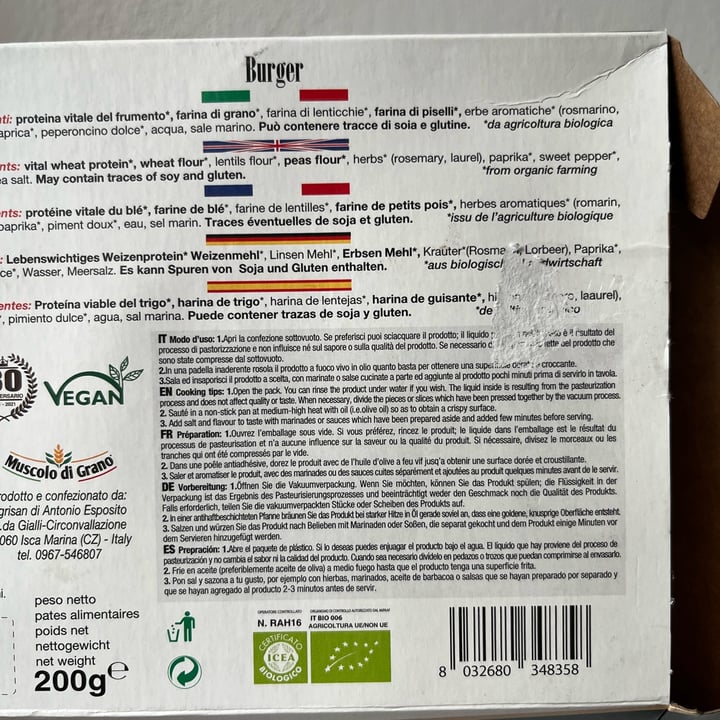 Burger
ti: proteina vitale del frumento*, farina di grano*, farina di lenticchie*, farina di piselli*, erbe aromatiche* (rosmarino,
aprica*, peperoncino dolce*, acqua, sale marino. Può contenere tracce di soia e glutine. *da agricoltura biologica
nts: vital wheat protein*, wheat flour*, lentils flour*, peas flour*, herbs* (rosemary, laurel), paprika*, sweet pepper*,
a salt. May contain traces of soy and gluten. *from organic farming
nts: protéine vitale du blé*, farine de blé*, farine de lentilles*, farine de petits pois*, herbes aromatiques* (romarin,
paprika*, piment doux*, eau, sel marin. Traces éventuelles de soja et gluten. *issu de l'agriculture biologique
: Lebenswichtiges Weizenprotein* Weizenmehl*, Linsen Mehl*, Erbsen Mehl*, Kraüter*(Rosma Lorbeer), Paprika*,
ce*, Wasser, Meersalz. Es kann Spuren von Soja und Gluten enthalten. *aus biologisch dwirtschaft
entes: Proteína viable del trigo*, harina de trigo*, harina de lentejas*, harina de guisante*, hi ro, laaurel),
*, pimiento dulce*, agua, sal marina. Puede contener trazas de soja y gluten. *de ico
IT Modo d'uso: 1.Apri la confezione sottovuoto. Se preferisci puoi sciacquare il prodotto; il liquido è il risultato del
processo di pastorizzazione e non influisce né sul sapore o sulla qualità del prodotto. Se necessario d ette del prodotto che
sono state compresse dal sottovuoto.
2.In una padella inaderente rosola il prodotto a fuoco vivo in olio quanto basta per ottenere una superficie e croccante.
3.Sala ed insaporisci il prodotto a scelta, con marinate o salse cucinate a parte ed aggiunte al prodotto pochi minuti prima di servirlo in tavola.
EN Cooking tips: 1.Open the pack. You can rinse the product under water if you wish. The liquid inside is resulting from the pasteurization
process and does not affect quality or taste. When necessary, divide the pieces or slices which have been pressed together by the vacuum process.
2. Sauté in a non-stick pan at medium-high heat with oil (i.e olive oil) so as to obtain a crispy surface.
3. Add salt and flavour to taste with marinades or sauces which have been prepared aside and added few minutes before serving.
FR Préparation: 1.Ouvrez l'emballage sous vide. Si vous préférez, rincez le produit; le liquide dans l'emballage est le résultat du
processus de pasteurisation et n'a aucune influence sur la saveur ou la qualité du produit. Si nécessaire, divisez le morceaux ou les
tranches qui ont été compressés par le vide.
2. Dans une poêle antiadhésive, dorez le produit avec de l'huile d'olive a feu vif jusq'a obtenir une surface dorée et croustillante.
3. Saler et aromatiser le produit, avec des marinades ou des sauces cuites séparément et ajoutées au produit quelques minutes avant de le servir.
DE Vorbereitung: 1.Öffnen Sie die Vakuumverpackung. Wenn Sie möchten, können Sie das Produkt spülen; die Flüssigkeit in der
Verpackung ist das Ergebnis des Pasteurisierungsprozesses und beeinträchtigt weder den Geschmack noch die Qualität des Produkts.
Falls erforderlich, teilen Sie die vakuumverpackten Stücke oder Scheiben des Produkts auf.
2. In einer antihaftbeschichteten Pfanne bräunen Sie das Produkt bei starker Hitze in Öl gerade soviel an, dass eine goldene, knusprige Oberfläche entsteht.
3. Salzen und würzen Sie das Produkt nach Belieben mit Marinaden oder Soßen, die separat gekocht und dem Produkt einige Minuten vor
dem Servieren hinzugefügt werden.
ES Prepración: 1.Abre el paquete de plástico. Si lo deseas puedes enjuagar el producto bajo el agua. El liquido que hay proviene del proceso de
pasteurización y no cambia el sabor ni la calidad del producto. Cuando sea necesario dividelo en pedazos o trozos que puedan comprimirse al envasarlo.
2. Frie en aceite (preferiblemente aceite de oliva) a medio fuego hasta que el producto tenga una superficie frita.
3. Pon sal y sazona a tu gusto, por ejemplo con hierbas, marinados, aceite de barbacoa o salsas que se hayan preparado por separado y
que se hayan agregado al producto 2-3 minutos antes de servir.
30
ERSARIO
- 2021
VEGAN
Muscolo di Grano
rodotto e confezionato da:
grisan di Antonio Esposito
.da Gialli-Circonvallazione
060 Isca Marina (CZ) - Italy
tel. 0967-546807
peso netto
pates alimentaires
poids net
nettogewicht
net weight
200g e
OPERATORE CONTROLLATO
N. RAH16
ORGANISMO DI CONTROLLO AUTORIZZATO DAL MIPAAF
IT BIO 006
AGRICOLTURA UE/NON UE
CERTIFICATO
ICEA
BIOLOGICO
8 032680 348358